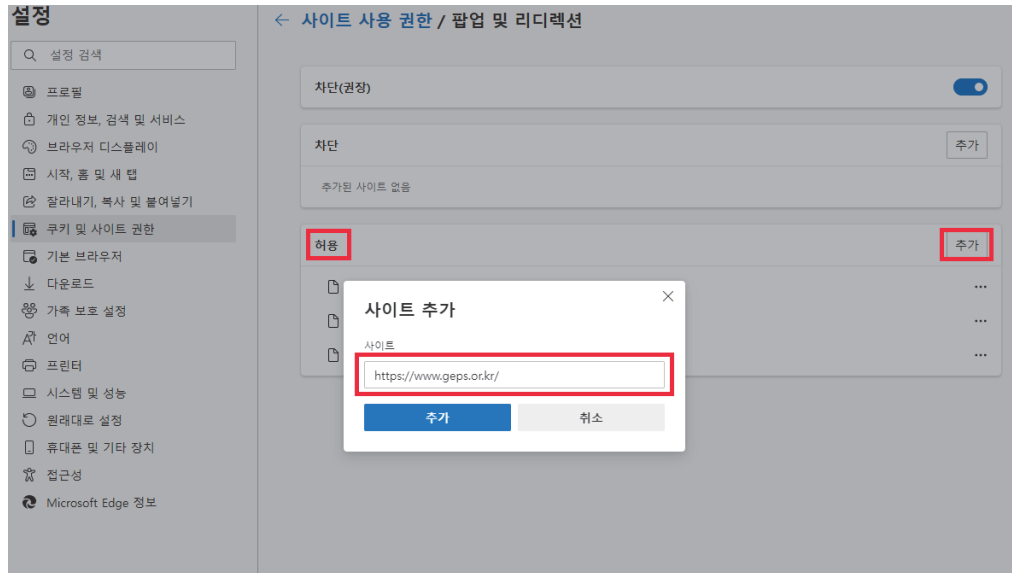 설정
설정 검색
프로필
개인 정보, 검색 및 서비스
브라우저 디스플레이
시작, 홈 및 새 탭
잘라내기, 복사 및 붙여넣기
쿠키 및 사이트 권한
기본 브라우저
다운로드
가족 보호 설정
언어
프린터
시스템 및 성능
원래대로 설정
휴대폰 및 기타 장치
접근성
Microsoft Edge 정보
← 사이트 사용 권한 / 팝업 및 리디렉션
차단(권장)
차단
추가
추가된 사이트 없음
허용
추가
사이트 추가
사이트
https://www.geps.or.kr/
추가
취소